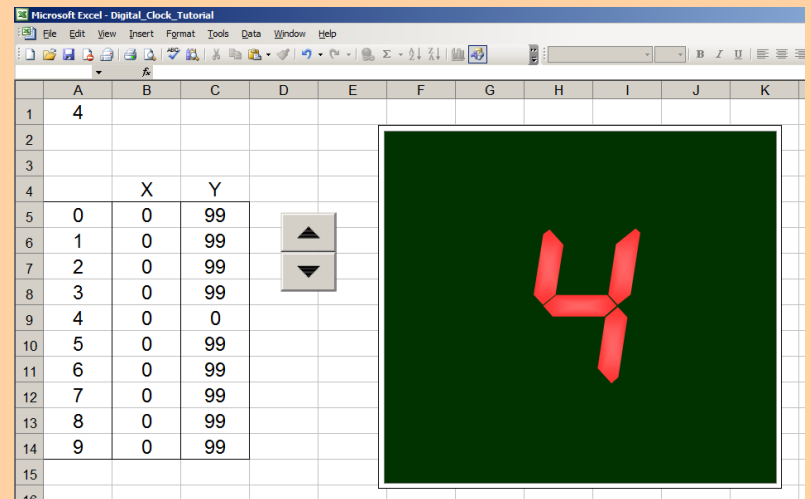 Microsoft Excel - Digital_Clock_Tutorial
File Edit View Insert Format Tools Data Window Help
Σ B I U
fx
A B C D E F G H I J K
1 4
2
3
4 X Y
5 0 0 99
6 1 0 99
7 2 0 99
8 3 0 99
9 4 0 0
10 5 0 99
11 6 0 99
12 7 0 99
13 8 0 99
14 9 0 99
15
16
4